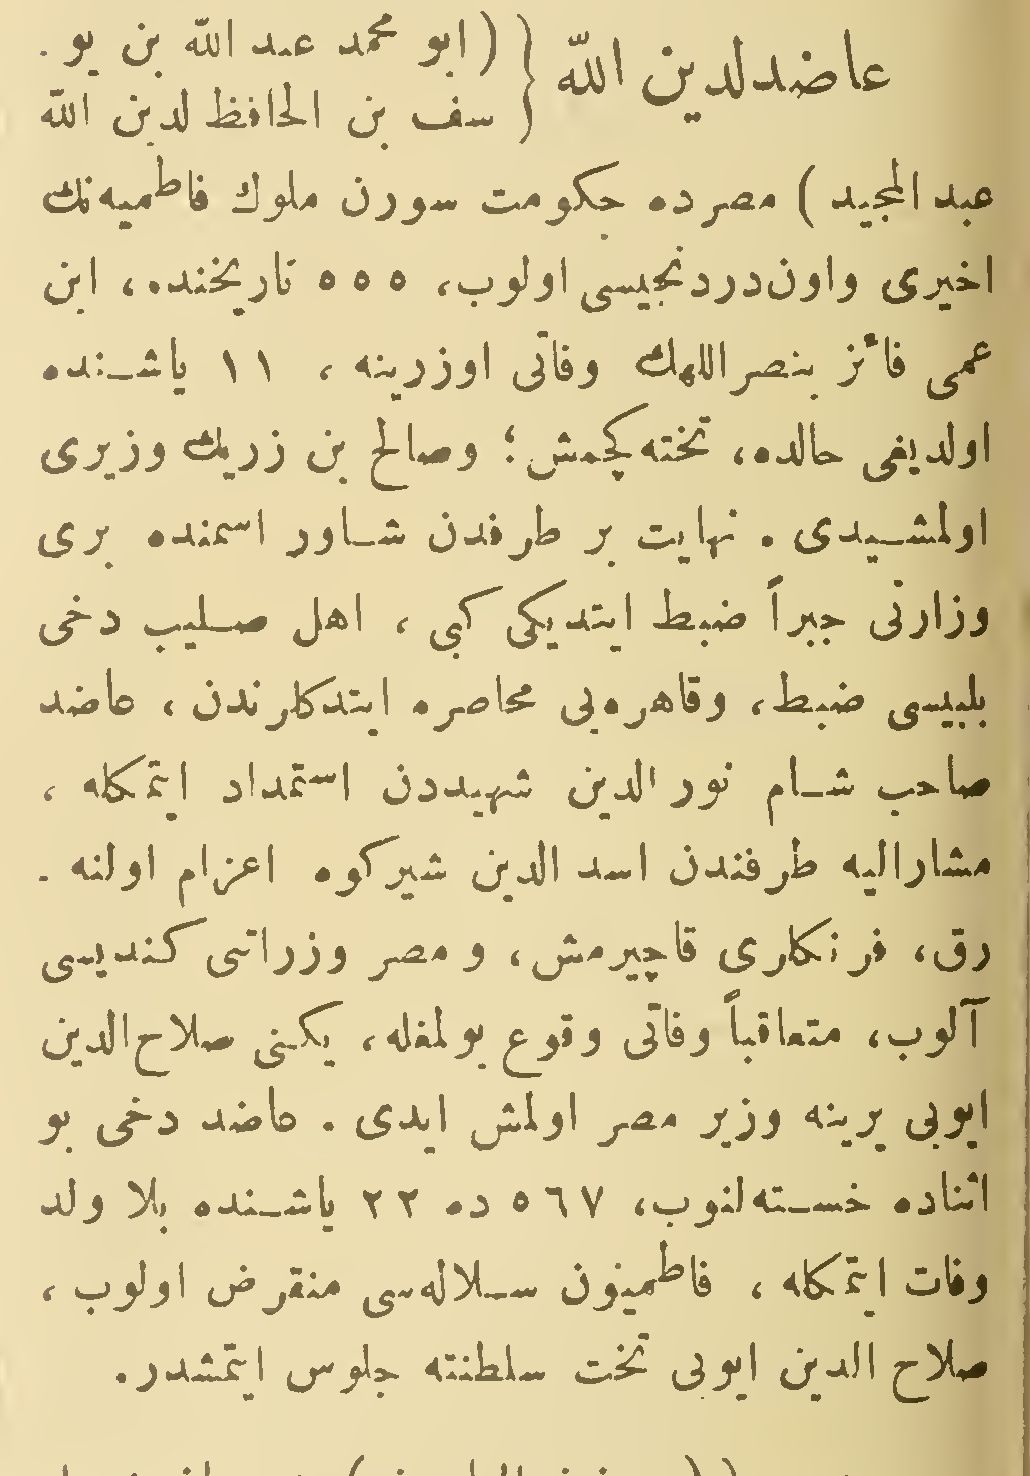 عاضدلدين الله { (ابو محمد عبد الله بن يو-
سف بن الحافظ لدين الله
عبد المجيد) مصرده حكومت سورن ملوك فاطميه نك
اخيرى واون دردنجيسى اولوب، ٥٥٥ تاريخنده، ابن
عمى فائز بنصر اللهك وفاتى اوزرينه، ١١ ياشنده
اولديغى حالده، تخته كچمش؛ وصالح بن زريك وزيرى
اولمشيدى. نهايت بر طرفدن شاور اسمنده برى
وزارتى جبراً ضبط ايتديكى كبى، اهل صليب دخى
بلبيسى ضبط، وقاهره يى محاصره ايتدكلرندن، عاضد
صاحب شام نور الدين شهيددن استمداد ايتمكله،
مشاراليه طرفندن اسد الدين شيركوه اعزام اولنه-
رق، فرنكلرى قاچيرمش، و مصر وزراتنى كنديسى
آلوب، متعاقباً وفاتى وقوع بولمغله، يكنى صلاح الدين
ايوبى يرينه وزير مصر اولمش ايدى. عاضد دخى بو
اثناده خسته لنوب، ٥٦٧ ده ٢٢ ياشنده بلا ولد
وفات ايتمكله، فاطميون سلاله سى منقرض اولوب،
صلاح الدين ايوبى تخت سلطنته جلوس ايتمشدر.